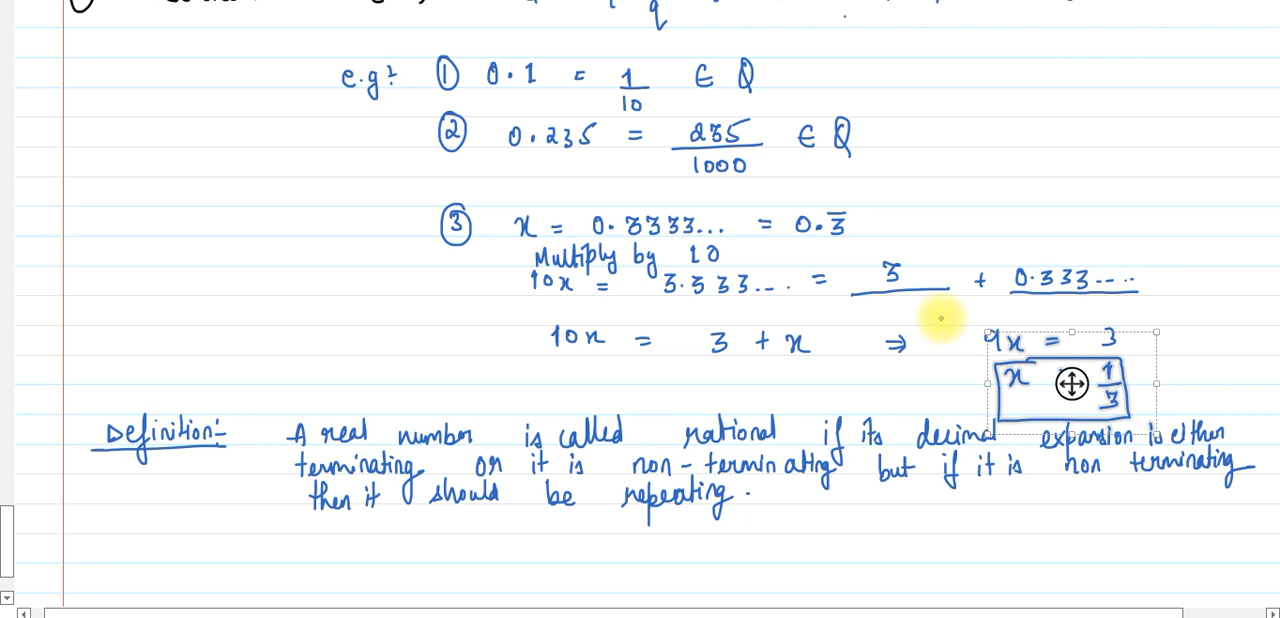 q
e.g: ① 0.1 = 1/10 ∈ Q
② 0.235 = 235/1000 ∈ Q
③ x = 0.3333... = 0.3̅
Multiply by 10
10x = 3.333... = 3 + 0.333....
10x = 3 + x ⇒ 9x = 3
x 1/3
Definition:- A real number is called rational if its decimal expansion is either
terminating or it is non-terminating but if it is non terminating
then it should be repeating.